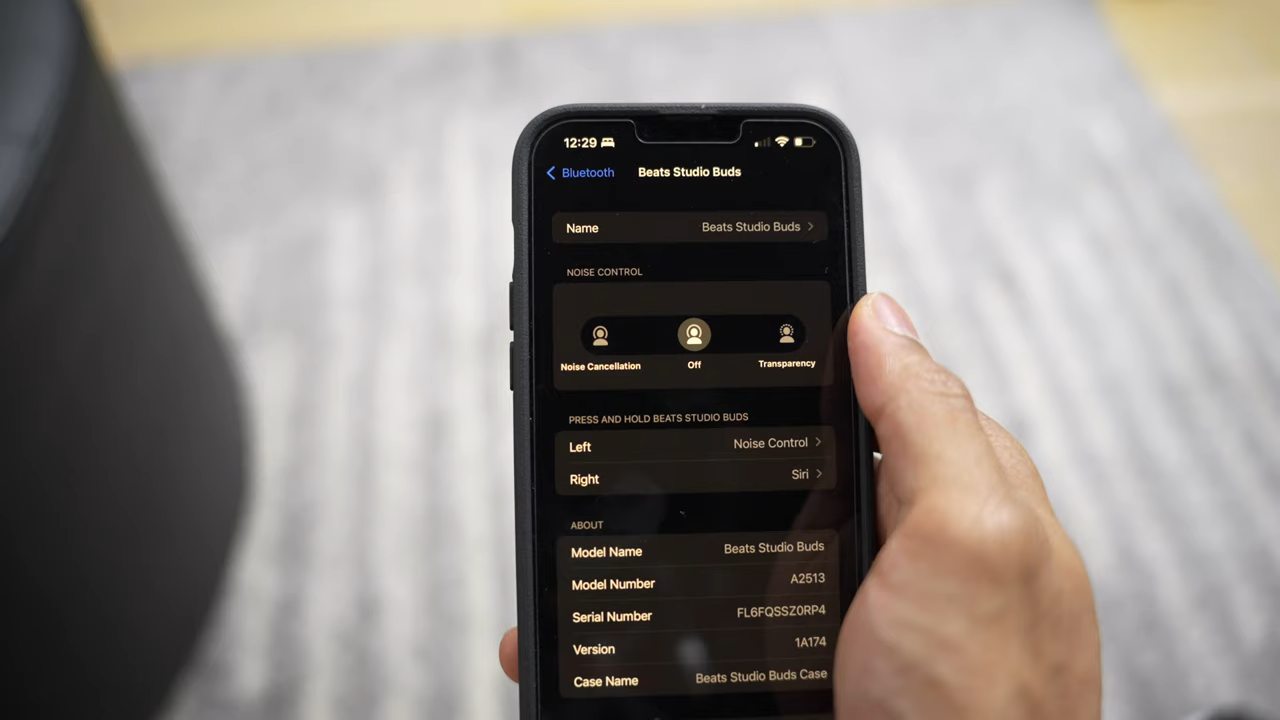 12:29
Bluetooth Beats Studio Buds
Name Beats Studio Buds
NOISE CONTROL
Noise Cancellation Off Transparency
PRESS AND HOLD BEATS STUDIO BUDS
Left Noise Control
Right Siri
ABOUT
Model Name Beats Studio Buds
Model Number A2513
Serial Number FL6FQSSZ0RP4
Version 1A174
Case Name Beats Studio Buds Case